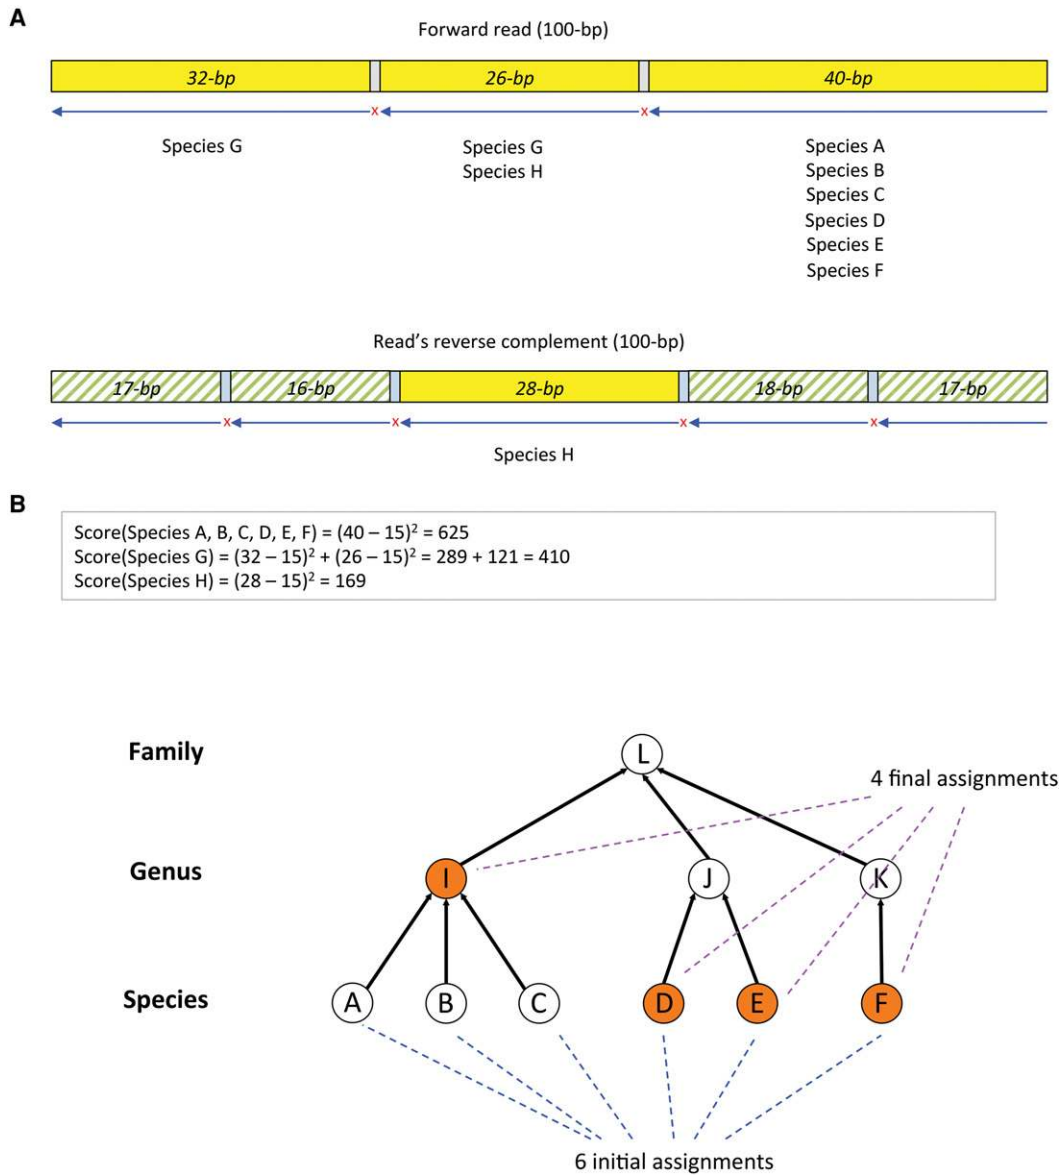 A
Forward read (100-bp)
32-bp 26-bp 40-bp
x x
Species G Species G Species A
Species H Species B
Species C
Species D
Species E
Species F
Read's reverse complement (100-bp)
17-bp 16-bp 28-bp 18-bp 17-bp
x x x x
Species H
B
Score(Species A, B, C, D, E, F) = (40 – 15)² = 625
Score(Species G) = (32 – 15)² + (26 – 15)² = 289 + 121 = 410
Score(Species H) = (28 – 15)² = 169
Family L
4 final assignments
Genus I J K
Species A B C D E F
6 initial assignments